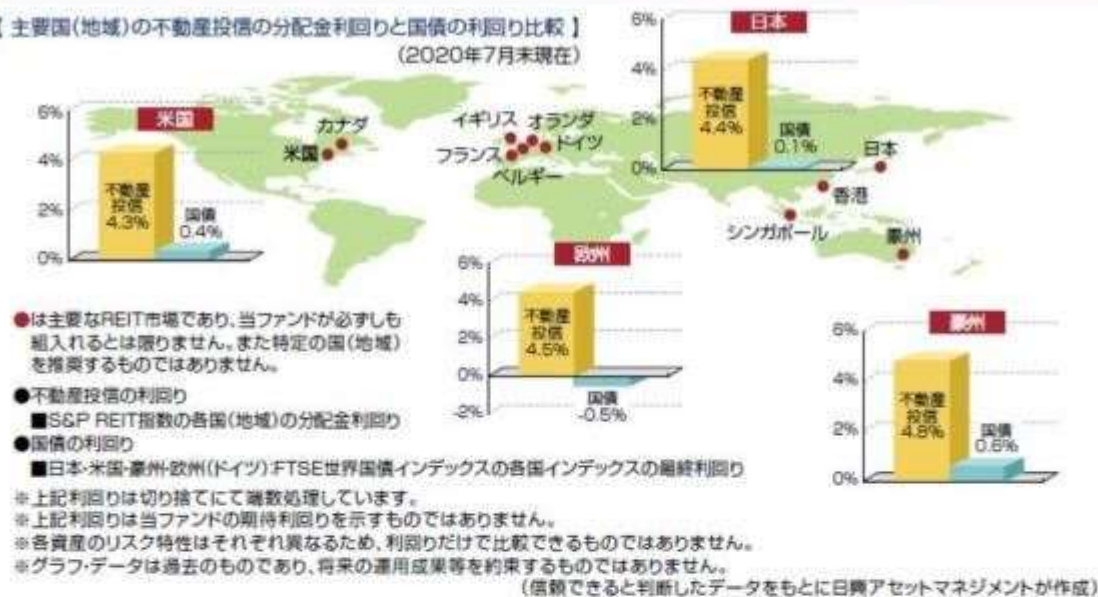 【 主要国(地域)の不動産投信の分配金利回りと国債の利回り比較 】
(2020年7月末現在)
米国
6%
4%
2%
0%
不動産
投信
4.3%
国債
0.4%
カナダ
米国
イギリス
オランダ
フランス
ドイツ
ベルギー
日本
6%
4%
2%
0%
不動産
投信
4.4%
国債
0.1%
日本
香港
シンガポール
豪州
欧州
6%
4%
2%
0%
-2%
不動産
投信
4.5%
国債
-0.5%
豪州
6%
4%
2%
0%
不動産
投信
4.8%
国債
0.6%
●は主要なREIT市場であり、当ファンドが必ずしも
組入れるとは限りません。また特定の国(地域)
を推奨するものではありません。
●不動産投信の利回り
■S&P REIT指数の各国(地域)の分配金利回り
●国債の利回り
■日本・米国・豪州・欧州(ドイツ):FTSE世界国債インデックスの各国インデックスの最終利回り
※上記利回りは切り捨てにて端数処理しています。
※上記利回りは当ファンドの期待利回りを示すものではありません。
※各資産のリスク特性はそれぞれ異なるため、利回りだけで比較できるものではありません。
※グラフ・データは過去のものであり、将来の運用成果等を約束するものではありません。
(信頼できると判断したデータをもとに日興アセットマネジメントが作成)